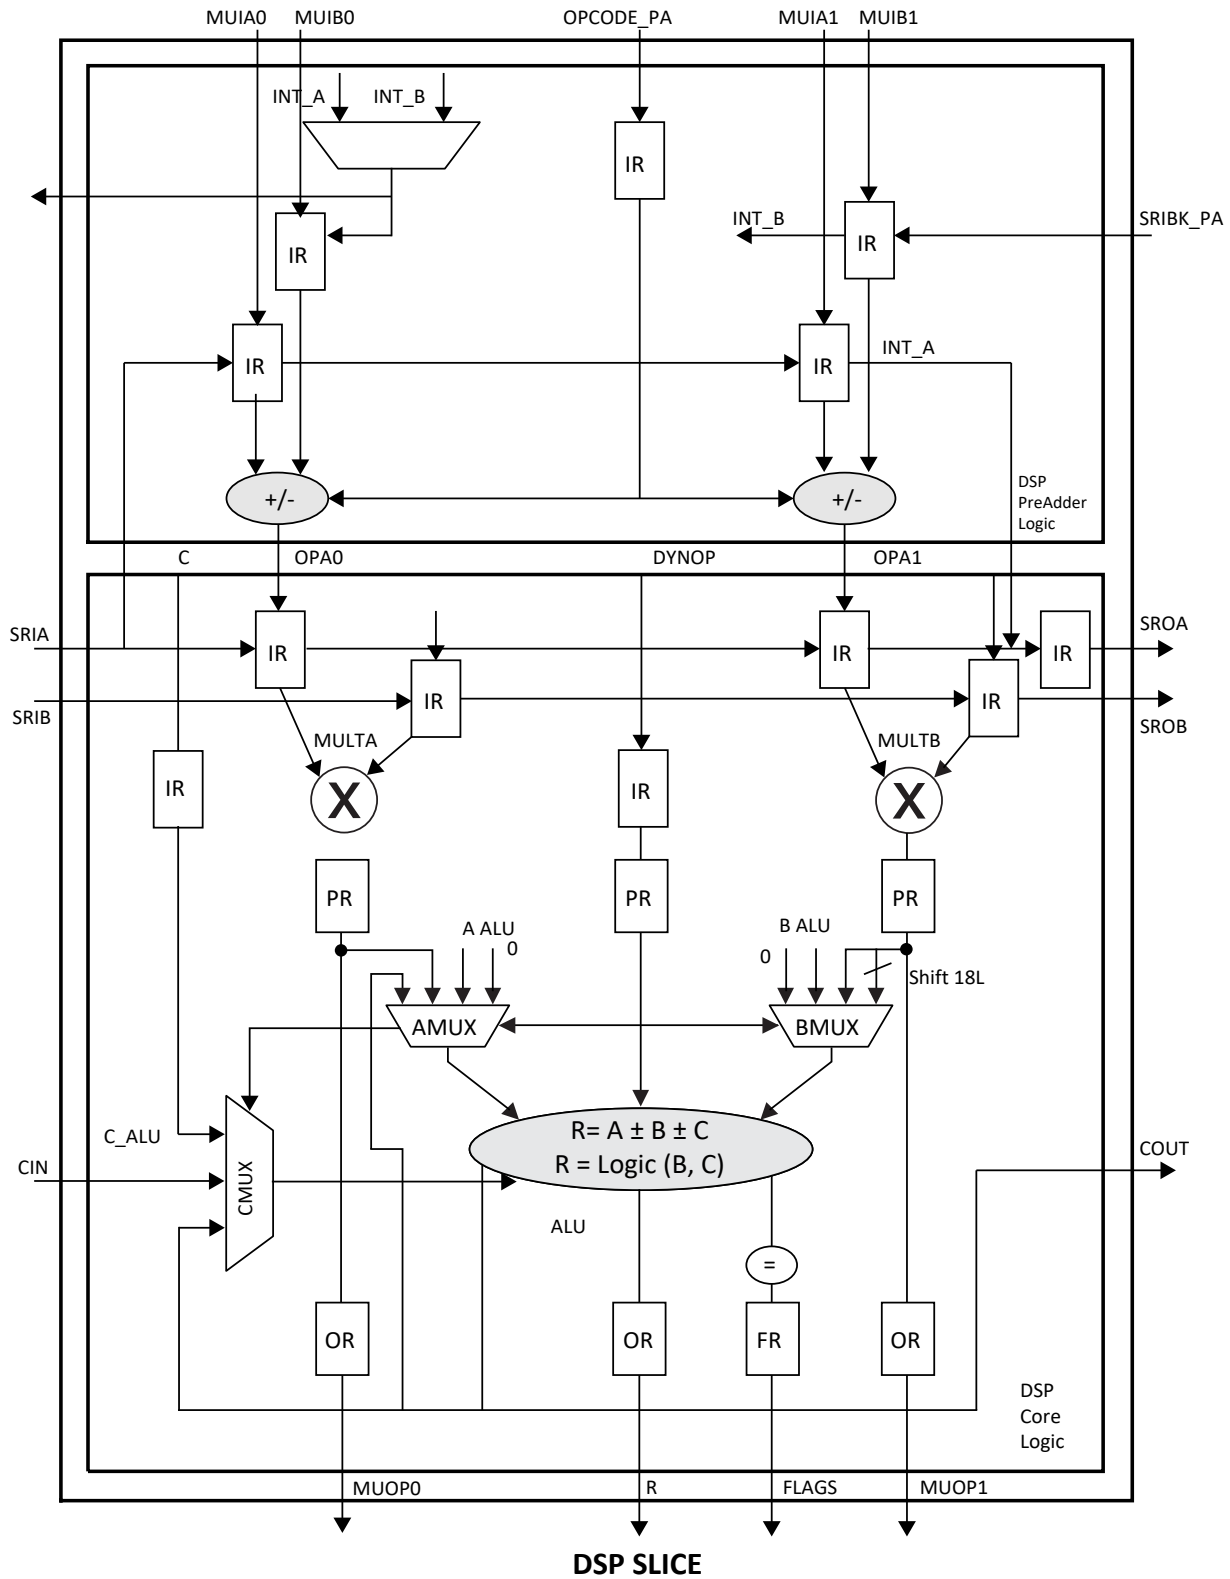 MUIA0 MUIB0 OPCODE_PA MUIA1 MUIB1
INT_A INT_B
IR
INT_B
SRIBK_PA
IR
IR
INT_A
IR
IR
+/-
+/-
DSP
PreAdder
Logic
C OPA0 DYNOP OPA1
SRIA
IR
IR
IR
SROA
SRIB
IR
IR
SROB
MULTA
MULTB
IR
X
IR
X
PR
PR
PR
A ALU
0
B ALU
0
Shift 18L
AMUX
BMUX
R= A ± B ± C
R = Logic (B, C)
C_ALU
CIN
CMUX
COUT
ALU
=
OR
OR
FR
OR
DSP
Core
Logic
MUOP0 R FLAGS MUOP1
DSP SLICE